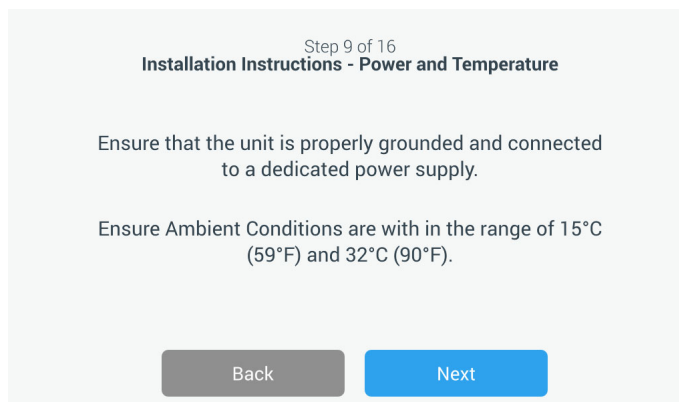 Step 9 of 16
Installation Instructions - Power and Temperature
Ensure that the unit is properly grounded and connected
to a dedicated power supply.
Ensure Ambient Conditions are with in the range of 15°C
(59°F) and 32°C (90°F).
Back
Next